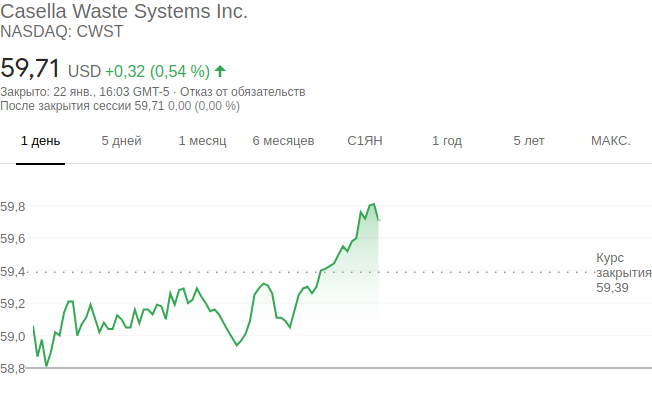 Casella Waste Systems Inc.
NASDAQ: CWST
59,71 USD +0,32 (0,54 %)
Закрыто: 22 янв., 16:03 GMT-5 · Отказ от обязательств
После закрытия сессии 59,71 0,00 (0,00 %)
1 день 5 дней 1 месяц 6 месяцев С1ЯН 1 год 5 лет МАКС.
59,8
59,6
59,4
59,2
59,0
58,8
Курс
закрытия
59,39